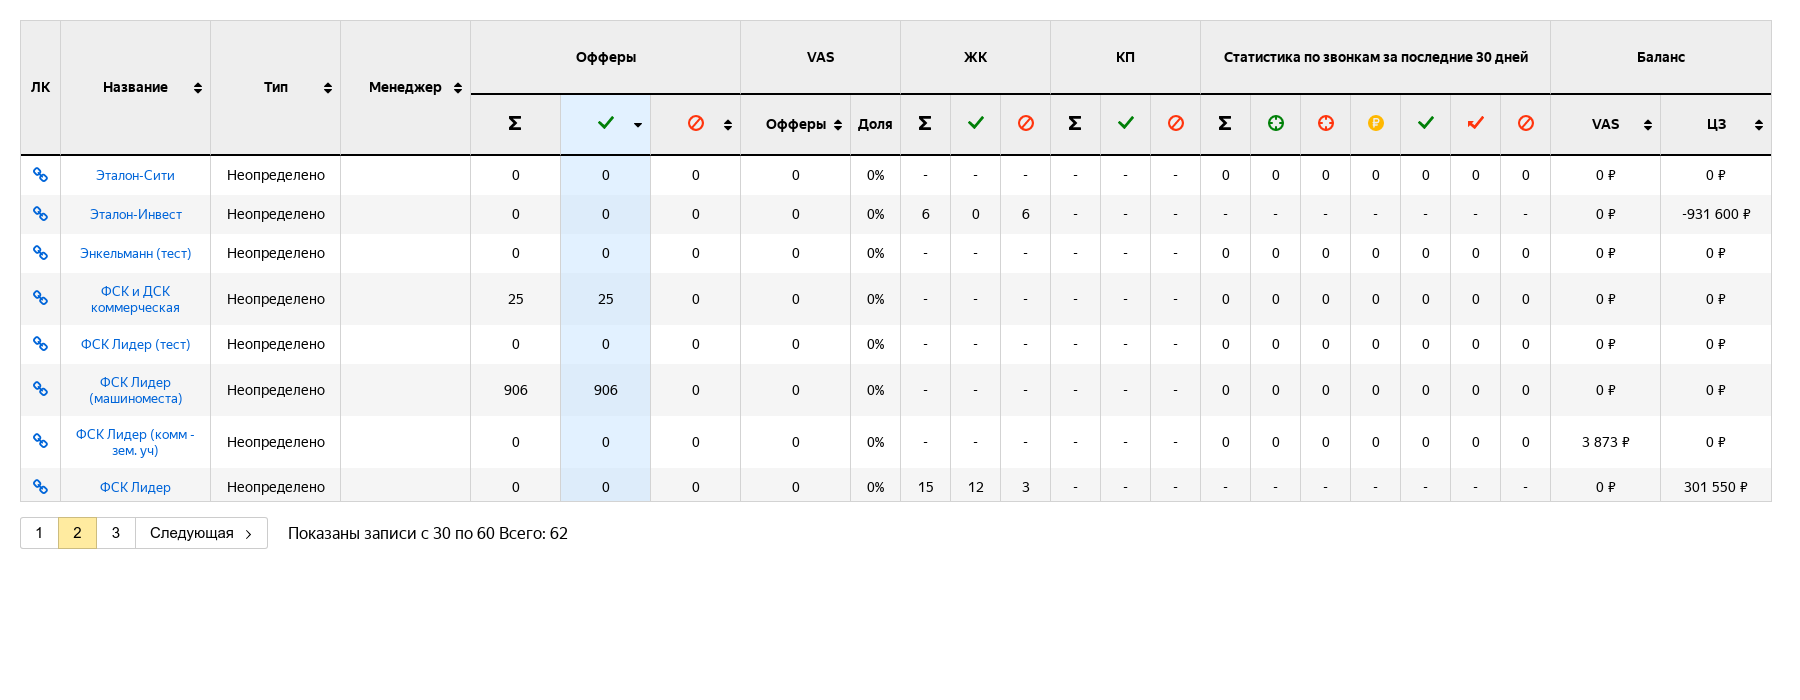 ЛК Название Тип Менеджер Офферы VAS ЖК КП Статистика по звонкам за последние 30 дней Баланс
Σ Офферы Доля Σ Σ Σ ₽ VAS ЦЗ
Эталон-Сити Неопределено 0 0 0 0 0% - - - - - - 0 0 0 0 0 0 0 0 ₽ 0 ₽
Эталон-Инвест Неопределено 0 0 0 0 0% 6 0 6 - - - - - - - - - - 0 ₽ -931 600 ₽
Энкельманн (тест) Неопределено 0 0 0 0 0% - - - - - - 0 0 0 0 0 0 0 0 ₽ 0 ₽
ФСК и ДСК
коммерческая Неопределено 25 25 0 0 0% - - - - - - 0 0 0 0 0 0 0 0 ₽ 0 ₽
ФСК Лидер (тест) Неопределено 0 0 0 0 0% - - - - - - 0 0 0 0 0 0 0 0 ₽ 0 ₽
ФСК Лидер
(машиноместа) Неопределено 906 906 0 0 0% - - - - - - 0 0 0 0 0 0 0 0 ₽ 0 ₽
ФСК Лидер (комм -
зем. уч) Неопределено 0 0 0 0 0% - - - - - - 0 0 0 0 0 0 0 3 873 ₽ 0 ₽
ФСК Лидер Неопределено 0 0 0 0 0% 15 12 3 - - - - - - - - - - 0 ₽ 301 550 ₽
1 2 3 Следующая Показаны записи с 30 по 60 Всего: 62